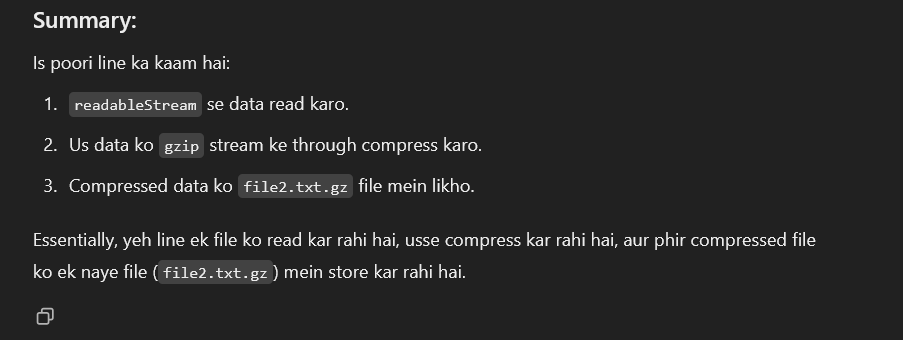 Summary:
Is poori line ka kaam hai:
1. readableStream se data read karo.
2. Us data ko gzip stream ke through compress karo.
3. Compressed data ko file2.txt.gz file mein likho.
Essentially, yeh line ek file ko read kar rahi hai, usse compress kar rahi hai, aur phir compressed file
ko ek naye file (file2.txt.gz) mein store kar rahi hai.